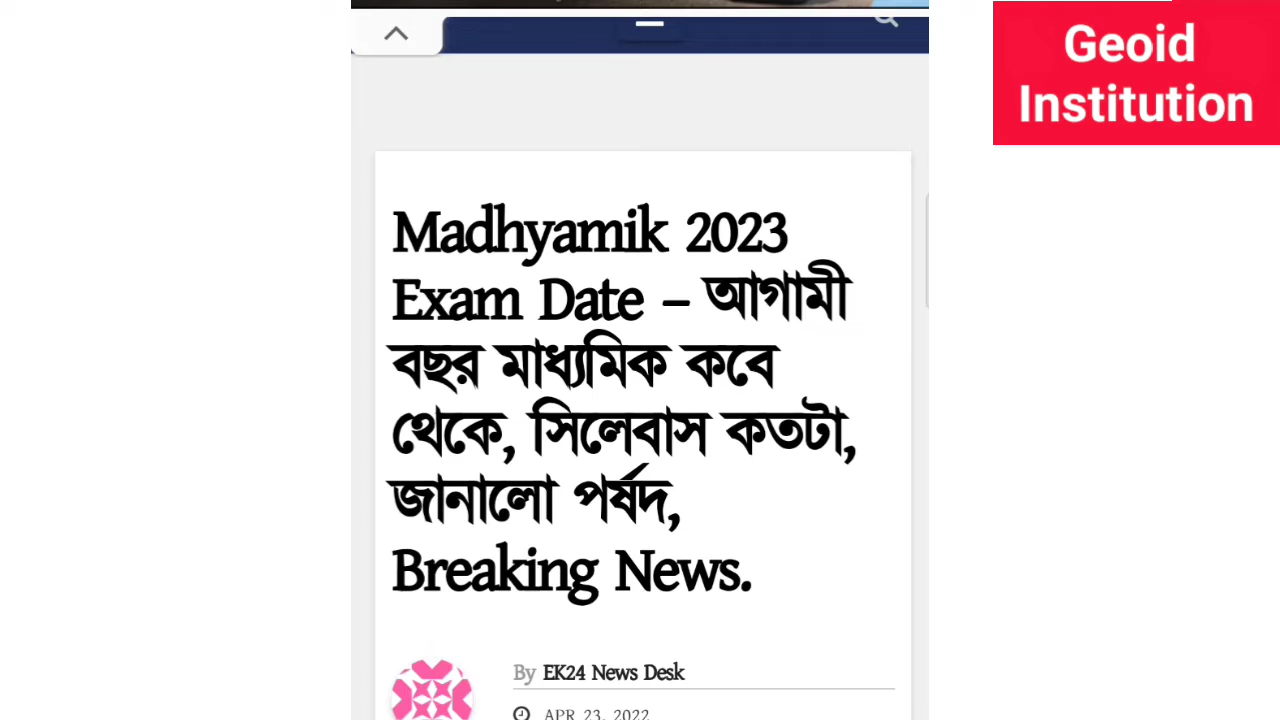 Geoid
Institution
Madhyamik 2023
Exam Date – আগামী
বছর মাধ্যমিক কবে
থেকে, সিলেবাস কতটা,
জানালো পর্ষদ,
Breaking News.
By EK24 News Desk
APR 23, 2022